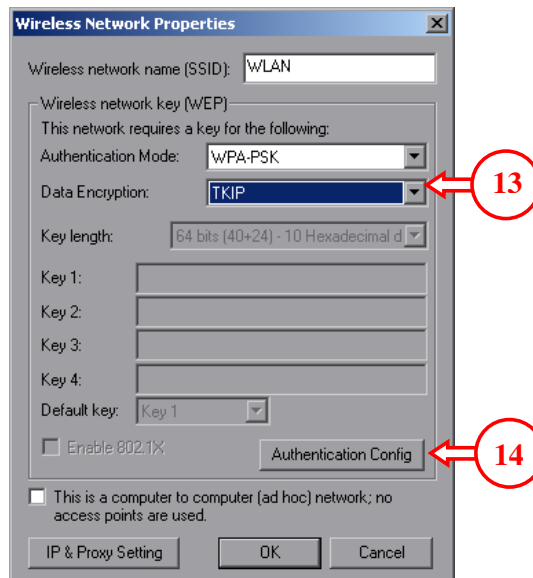 Wireless Network Properties
Wireless network name (SSID): WLAN
Wireless network key (WEP)
This network requires a key for the following:
Authentication Mode: WPA-PSK
Data Encryption: TKIP
13
Key length: 64 bits (40+24) - 10 Hexadecimal d
Key 1:
Key 2:
Key 3:
Key 4:
Default key: Key 1
Enable 802.1X
Authentication Config
14
This is a computer to computer (ad hoc) network; no
access points are used.
IP & Proxy Setting OK Cancel